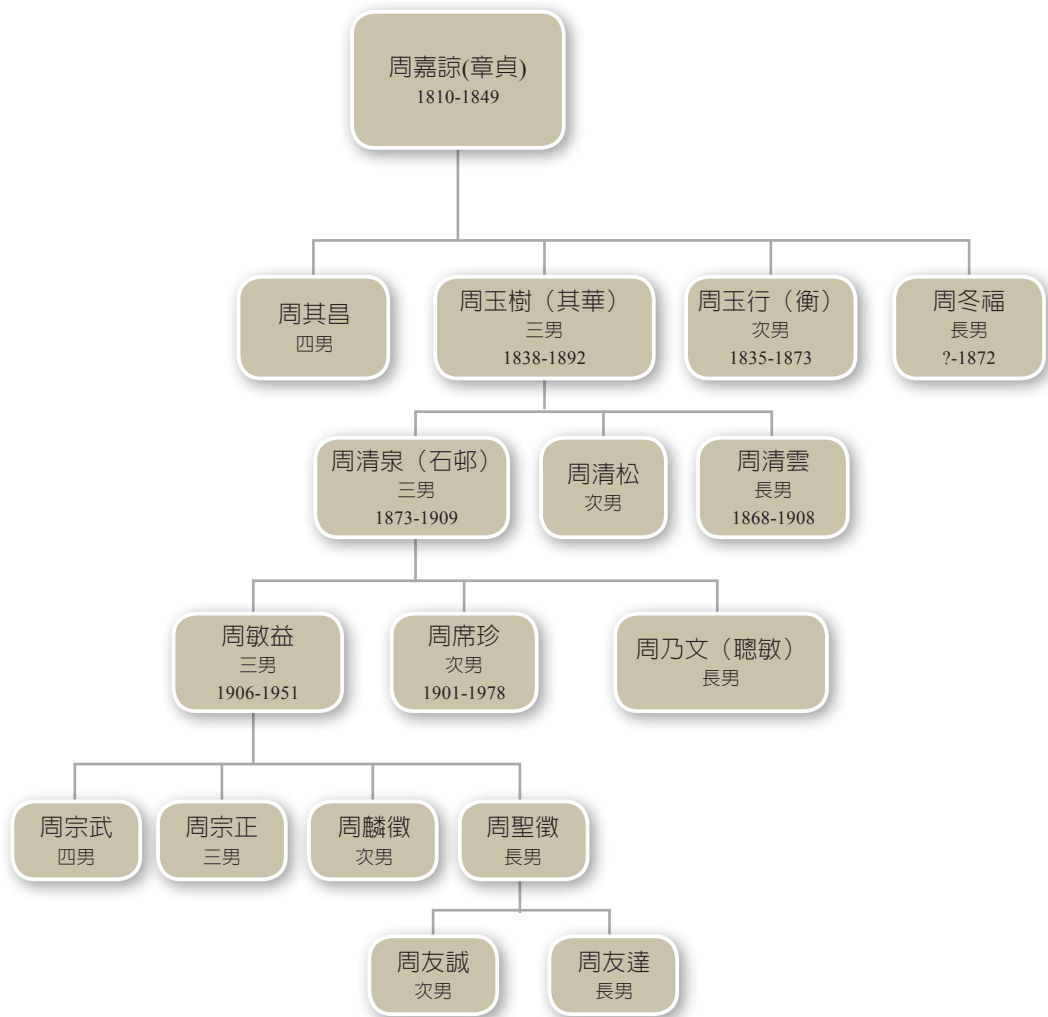 周嘉諒(章貞)
1810-1849
周其昌
四男
周玉樹（其華）
三男
1838-1892
周玉行（衡）
次男
1835-1873
周冬福
長男
?-1872
周清泉（石邨）
三男
1873-1909
周清松
次男
周清雲
長男
1868-1908
周敏益
三男
1906-1951
周席珍
次男
1901-1978
周乃文（聰敏）
長男
周宗武
四男
周宗正
三男
周麟徵
次男
周聖徵
長男
周友誠
次男
周友達
長男